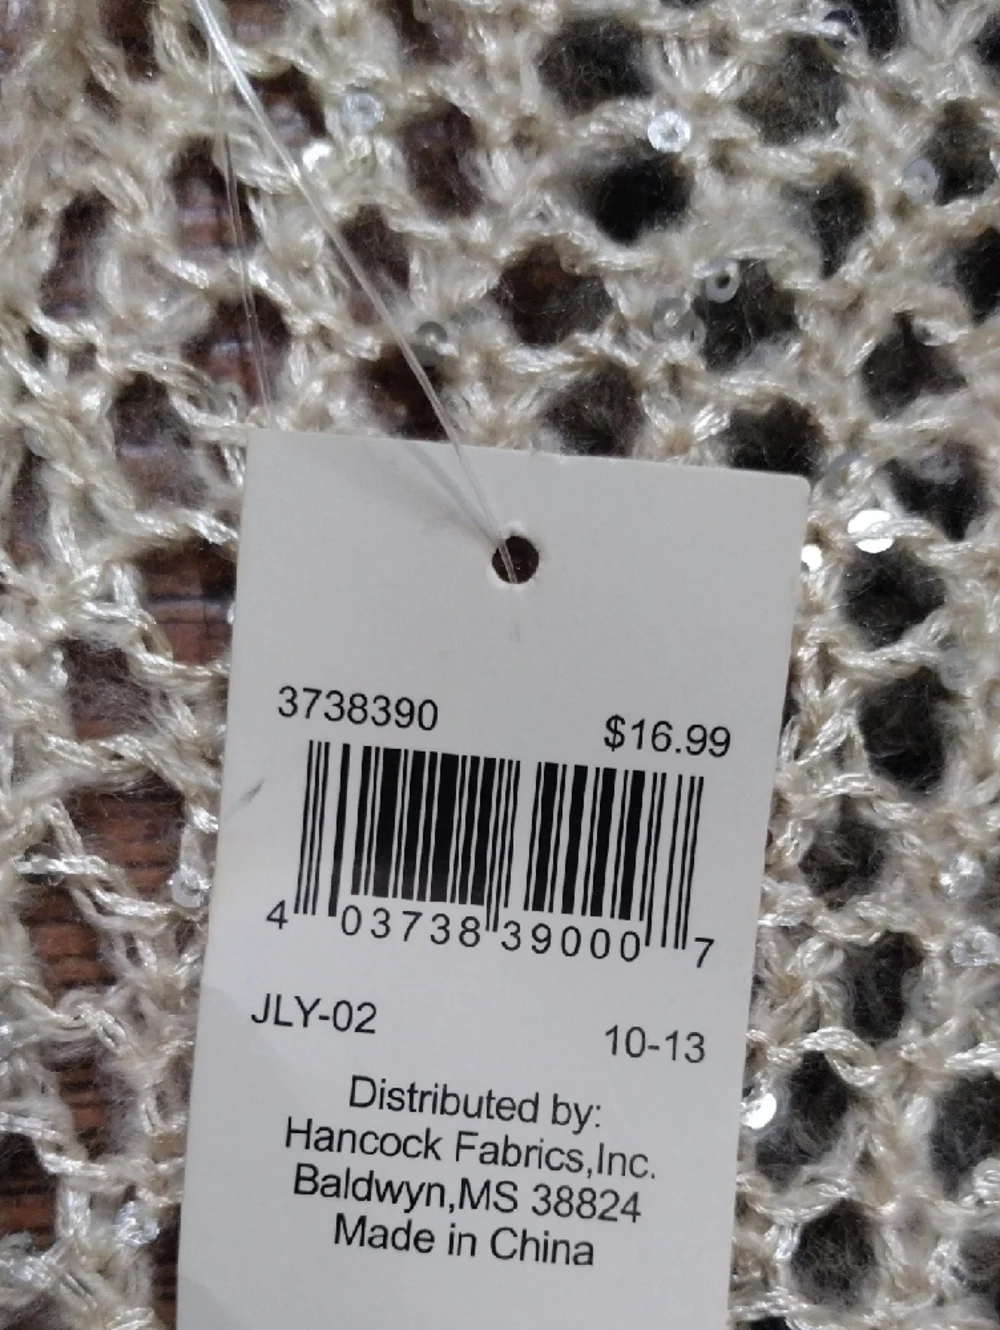 3738390 $16.99
4 03738 39000 7
JLY-02 10-13
Distributed by:
Hancock Fabrics,Inc.
Baldwyn,MS 38824
Made in China